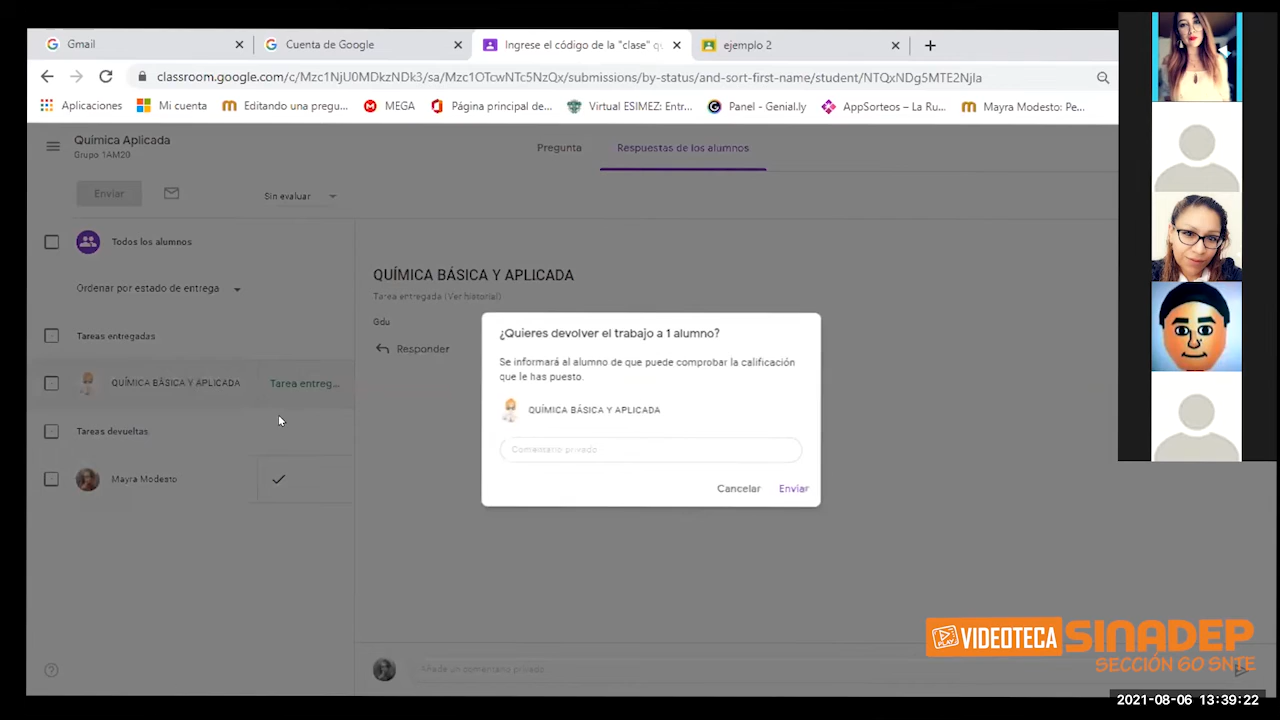 Gmail
Cuenta de Google
Ingrese el código de la "clase" qu
ejemplo 2
classroom.google.com/c/Mzc1NjU0MDkzNDk3/sa/Mzc1OTcwNTc5NzQx/submissions/by-status/and-sort-first-name/student/NTQxNDg5MTE2Njla
Aplicaciones
Mi cuenta
Editando una pregu...
MEGA
Página principal de...
Virtual ESIMEZ: Entr...
Panel - Genial.ly
AppSorteos – La Ru...
Mayra Modesto: Pe...
Química Aplicada
Grupo 1AM20
Pregunta
Respuestas de los alumnos
Enviar
Sin evaluar
Todos los alumnos
Ordenar por estado de entrega
Tareas entregadas
QUÍMICA BÁSICA Y APLICADA
Tarea entreg...
Tareas devueltas
Mayra Modesto
QUÍMICA BÁSICA Y APLICADA
Tarea entregada (Ver historial)
Gdu
Responder
¿Quieres devolver el trabajo a 1 alumno?
Se informará al alumno de que puede comprobar la calificación
que le has puesto.
QUÍMICA BÁSICA Y APLICADA
Comentario privado
Cancelar
Enviar
Añade un comentario privado
PLAY
VIDEOTECA
SINADEP
SECCIÓN 60 SNTE
2021-08-06 13:39:22